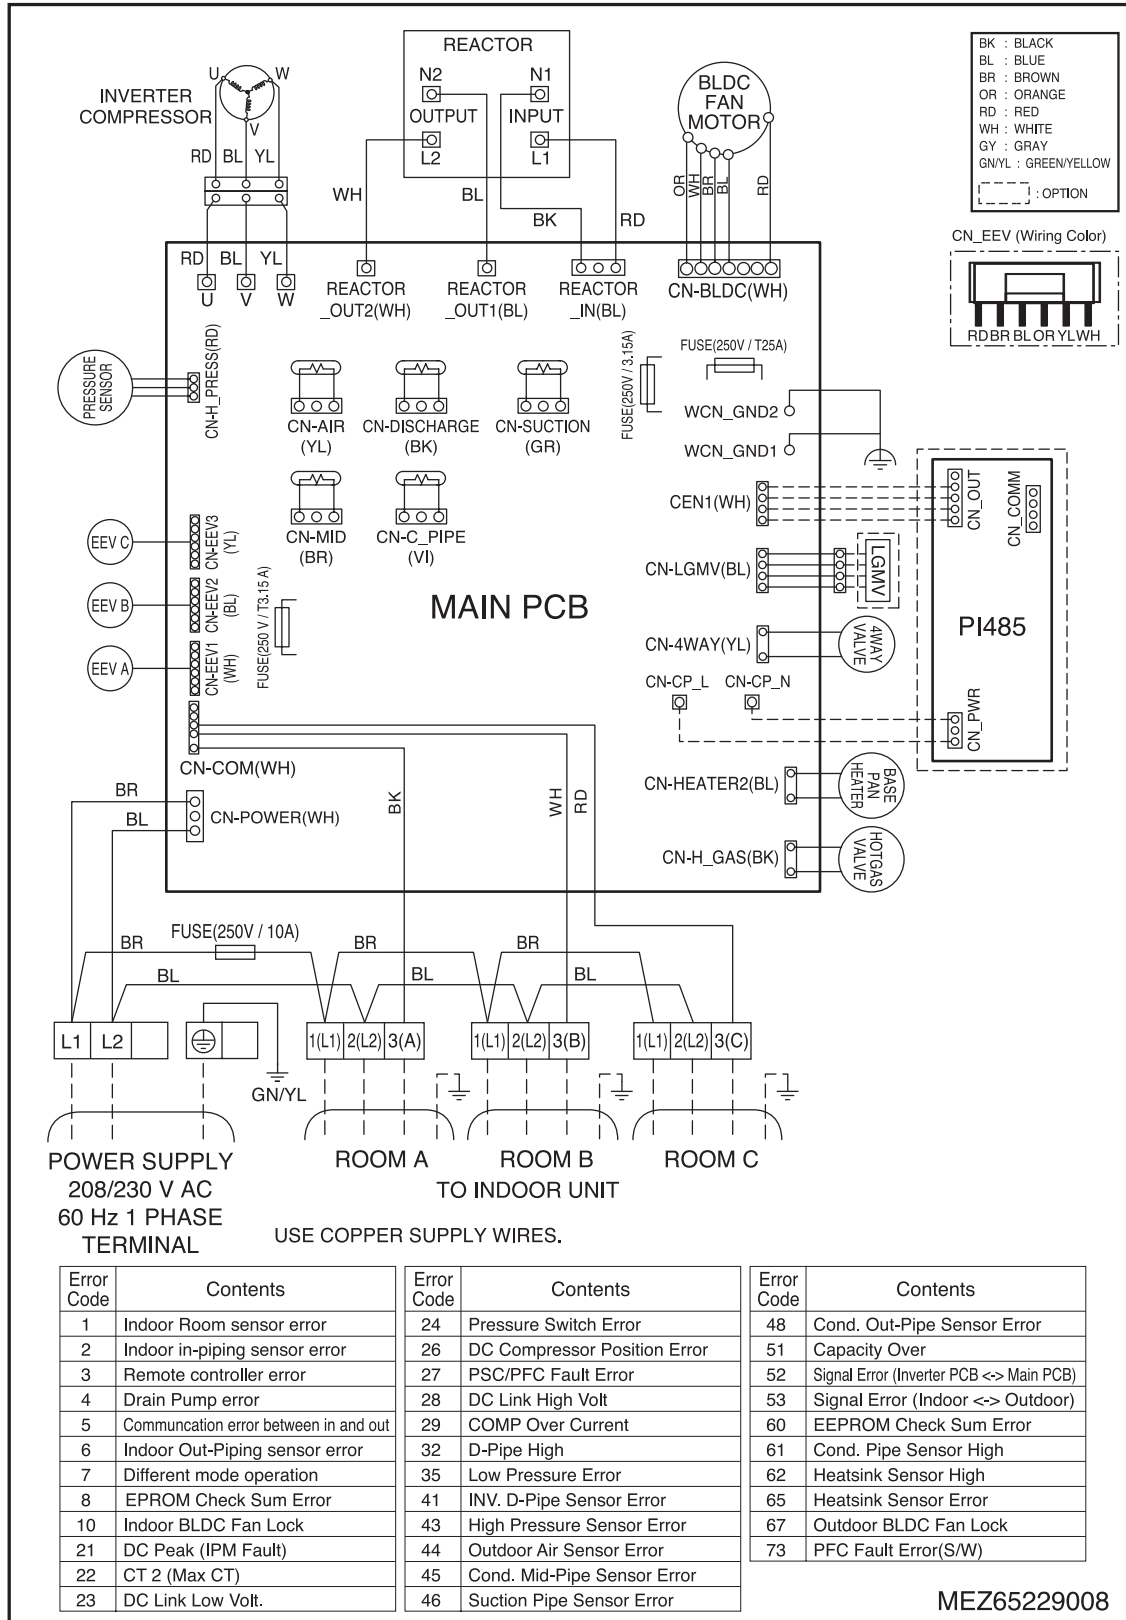 REACTOR
N2
N1
OUTPUT
INPUT
L2
L1
U
W
V
INVERTER
COMPRESSOR
RD BL YL
WH
BL
BK
RD
BLDC
FAN
MOTOR
OR
WH
BR
BL
RD
BK : BLACK
BL : BLUE
BR : BROWN
OR : ORANGE
RD : RED
WH : WHITE
GY : GRAY
GN/YL : GREEN/YELLOW
: OPTION
CN_EEV (Wiring Color)
RD BR BL OR YL WH
RD BL YL
U V W
REACTOR
_OUT2(WH)
REACTOR
_OUT1(BL)
REACTOR
_IN(BL)
CN-BLDC(WH)
PRESSURE
SENSOR
CN-H_PRESS(RD)
CN-AIR
(YL)
CN-DISCHARGE
(BK)
CN-SUCTION
(GR)
FUSE(250V / 3.15A)
FUSE(250V / T25A)
WCN_GND2
WCN_GND1
CN-MID
(BR)
CN-C_PIPE
(VI)
CEN1(WH)
CN_OUT
CN_COMM
EEV C
CN-EEV3
(YL)
EEV B
CN-EEV2
(BL)
EEV A
CN-EEV1
(WH)
FUSE(250 V / T3.15 A)
MAIN PCB
CN-LGMV(BL)
LGMV
PI485
CN-4WAY(YL)
4WAY
VALVE
CN-CP_L
CN-CP_N
CN_PWR
CN-COM(WH)
CN-HEATER2(BL)
BASE
PAN
HEATER
BR
BL
CN-POWER(WH)
BK
WH
RD
CN-H_GAS(BK)
HOTGAS
VALVE
FUSE(250V / 10A)
BR
BR
BR
BL
BL
BL
L1 L2
1(L1) 2(L2) 3(A)
1(L1) 2(L2) 3(B)
1(L1) 2(L2) 3(C)
GN/YL
POWER SUPPLY
208/230 V AC
60 Hz 1 PHASE
TERMINAL
ROOM A
ROOM B
ROOM C
TO INDOOR UNIT
USE COPPER SUPPLY WIRES.
Error Code Contents
1 Indoor Room sensor error
2 Indoor in-piping sensor error
3 Remote controller error
4 Drain Pump error
5 Communcation error between in and out
6 Indoor Out-Piping sensor error
7 Different mode operation
8 EPROM Check Sum Error
10 Indoor BLDC Fan Lock
21 DC Peak (IPM Fault)
22 CT 2 (Max CT)
23 DC Link Low Volt.
Error Code Contents
24 Pressure Switch Error
26 DC Compressor Position Error
27 PSC/PFC Fault Error
28 DC Link High Volt
29 COMP Over Current
32 D-Pipe High
35 Low Pressure Error
41 INV. D-Pipe Sensor Error
43 High Pressure Sensor Error
44 Outdoor Air Sensor Error
45 Cond. Mid-Pipe Sensor Error
46 Suction Pipe Sensor Error
Error Code Contents
48 Cond. Out-Pipe Sensor Error
51 Capacity Over
52 Signal Error (Inverter PCB <-> Main PCB)
53 Signal Error (Indoor <-> Outdoor)
60 EEPROM Check Sum Error
61 Cond. Pipe Sensor High
62 Heatsink Sensor High
65 Heatsink Sensor Error
67 Outdoor BLDC Fan Lock
73 PFC Fault Error(S/W)
MEZ65229008